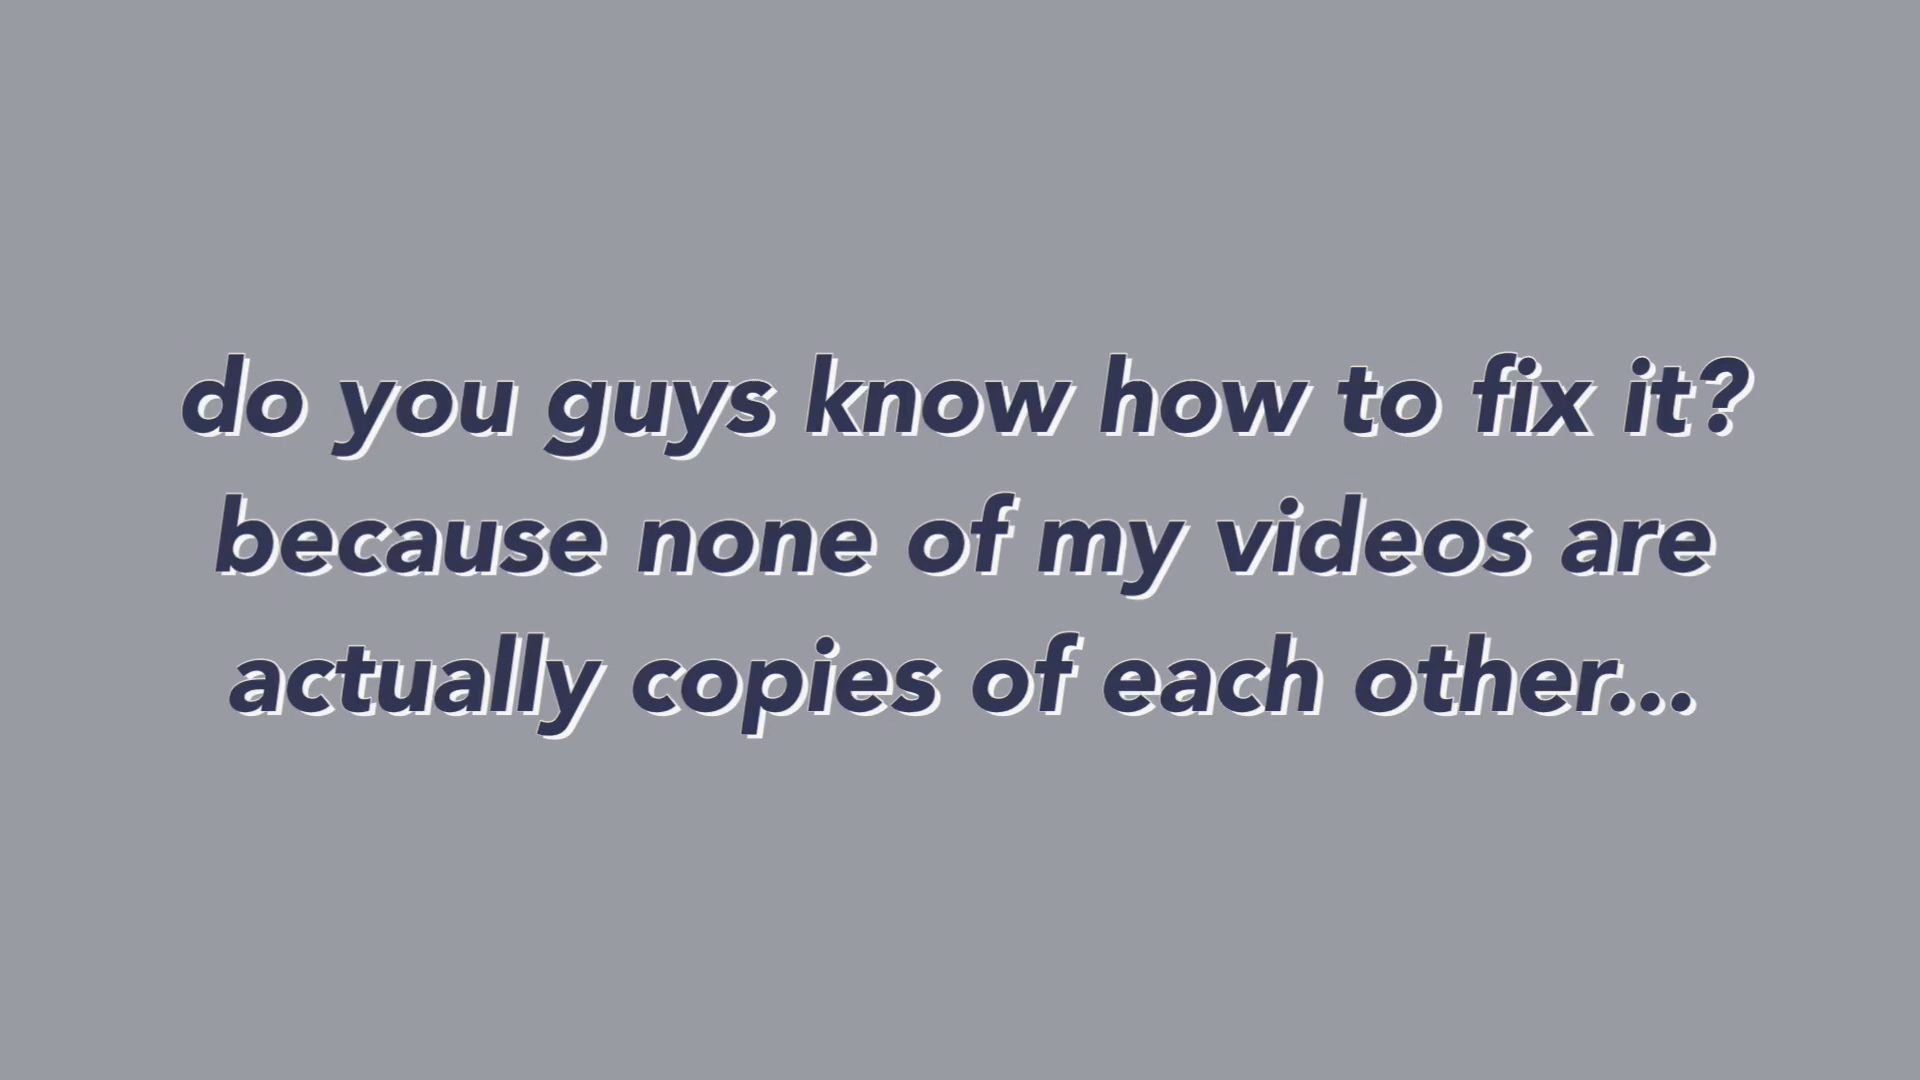 do you guys know how to fix it?
because none of my videos are
actually copies of each other...